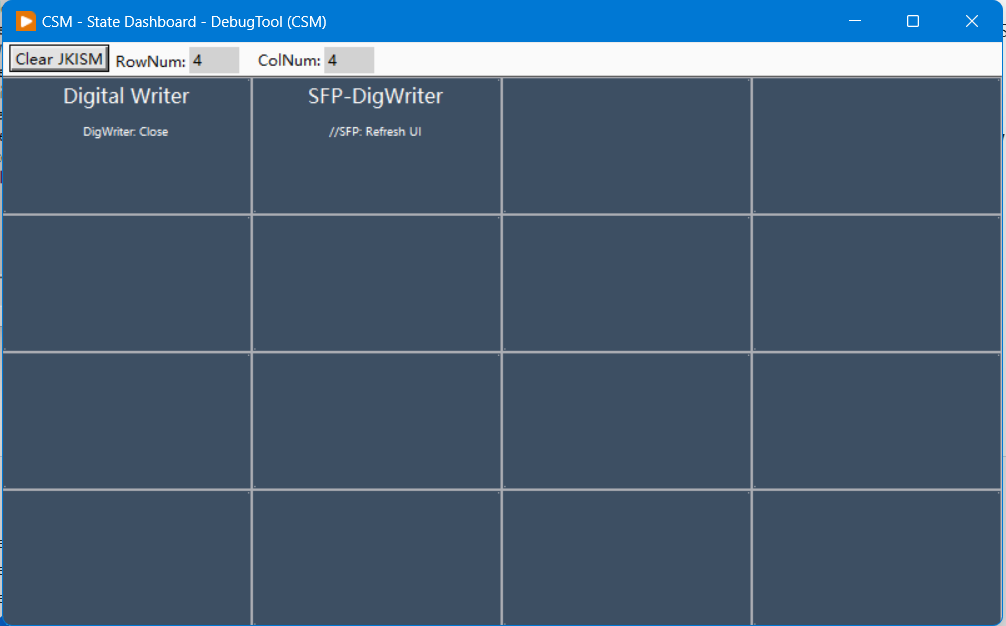 CSM - State Dashboard - DebugTool (CSM)
Clear JKISM RowNum: 4 ColNum: 4
Digital Writer
DigWriter: Close
SFP-DigWriter
//SFP: Refresh UI